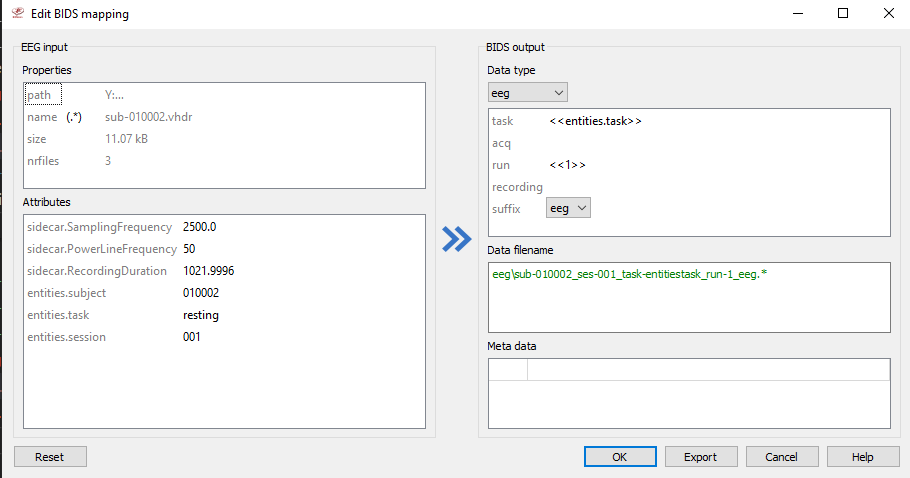 Edit BIDS mapping
EEG input
Properties
path Y:...
name (.*) sub-010002.vhdr
size 11.07 kB
nrfiles 3
Attributes
sidecar.SamplingFrequency 2500.0
sidecar.PowerLineFrequency 50
sidecar.RecordingDuration 1021.9996
entities.subject 010002
entities.task resting
entities.session 001
BIDS output
Data type
eeg
task <<entities.task>>
acq
run <<1>>
recording
suffix eeg
Data filename
eeg\sub-010002_ses-001_task-entitiestask_run-1_eeg.*
Meta data
Reset
OK
Export
Cancel
Help